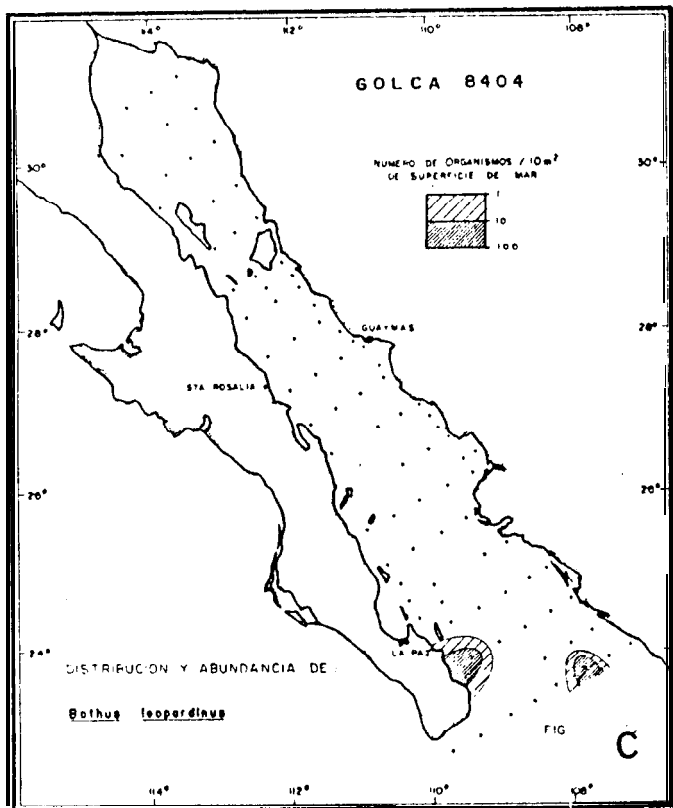 114° 112° 110° 108°
GOLCA 8404
NUMERO DE ORGANISMOS / 10m²
DE SUPERFICIE DE MAR
1
10
100
30° 30°
28° 28°
GUAYMAS
STA ROSALIA
26° 26°
LA PAZ
24° 24°
DISTRIBUCION Y ABUNDANCIA DE:
Bothus leopardinus
FIG
C
114° 112° 110° 108°